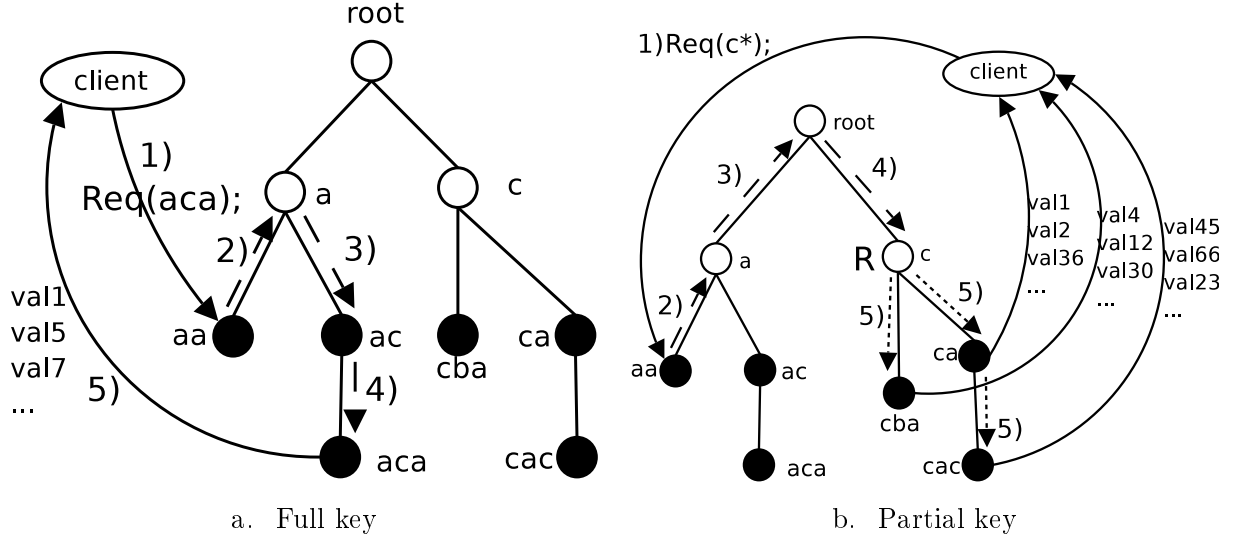 root
client
1)
Req(aca);
a
c
2)
3)
val1
val5
val7
...
5)
aa
ac
cba
ca
4)
aca
cac
a. Full key
1)Req(c*);
client
root
3)
4)
a
R
c
2)
5)
5)
val1
val2
val36
...
val4
val12
val30
...
val45
val66
val23
...
aa
ac
ca
cba
5)
aca
cac
b. Partial key